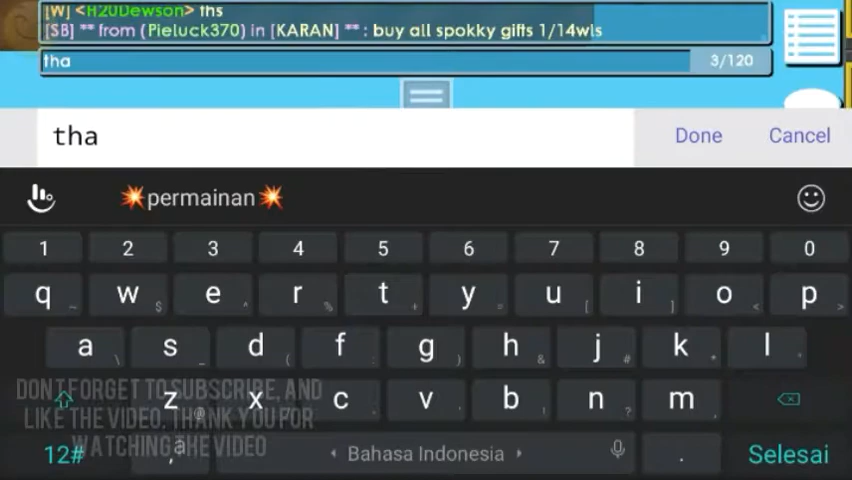 [W] <H2ODewson> ths
[SB] ** from (Pieluck370) in [KARAN] ** : buy all spokky gifts 1/14wls
tha 3/120
tha Done Cancel
💥permainan💥
1 2 3 4 5 6 7 8 9 0
q w e r t y u i o p
a s d f g h j k l
z x c v b n m
12# , Bahasa Indonesia . Selesai
DON'T FORGET TO SUBSCRIBE, AND
LIKE THE VIDEO. THANK YOU FOR
WATCHING THE VIDEO